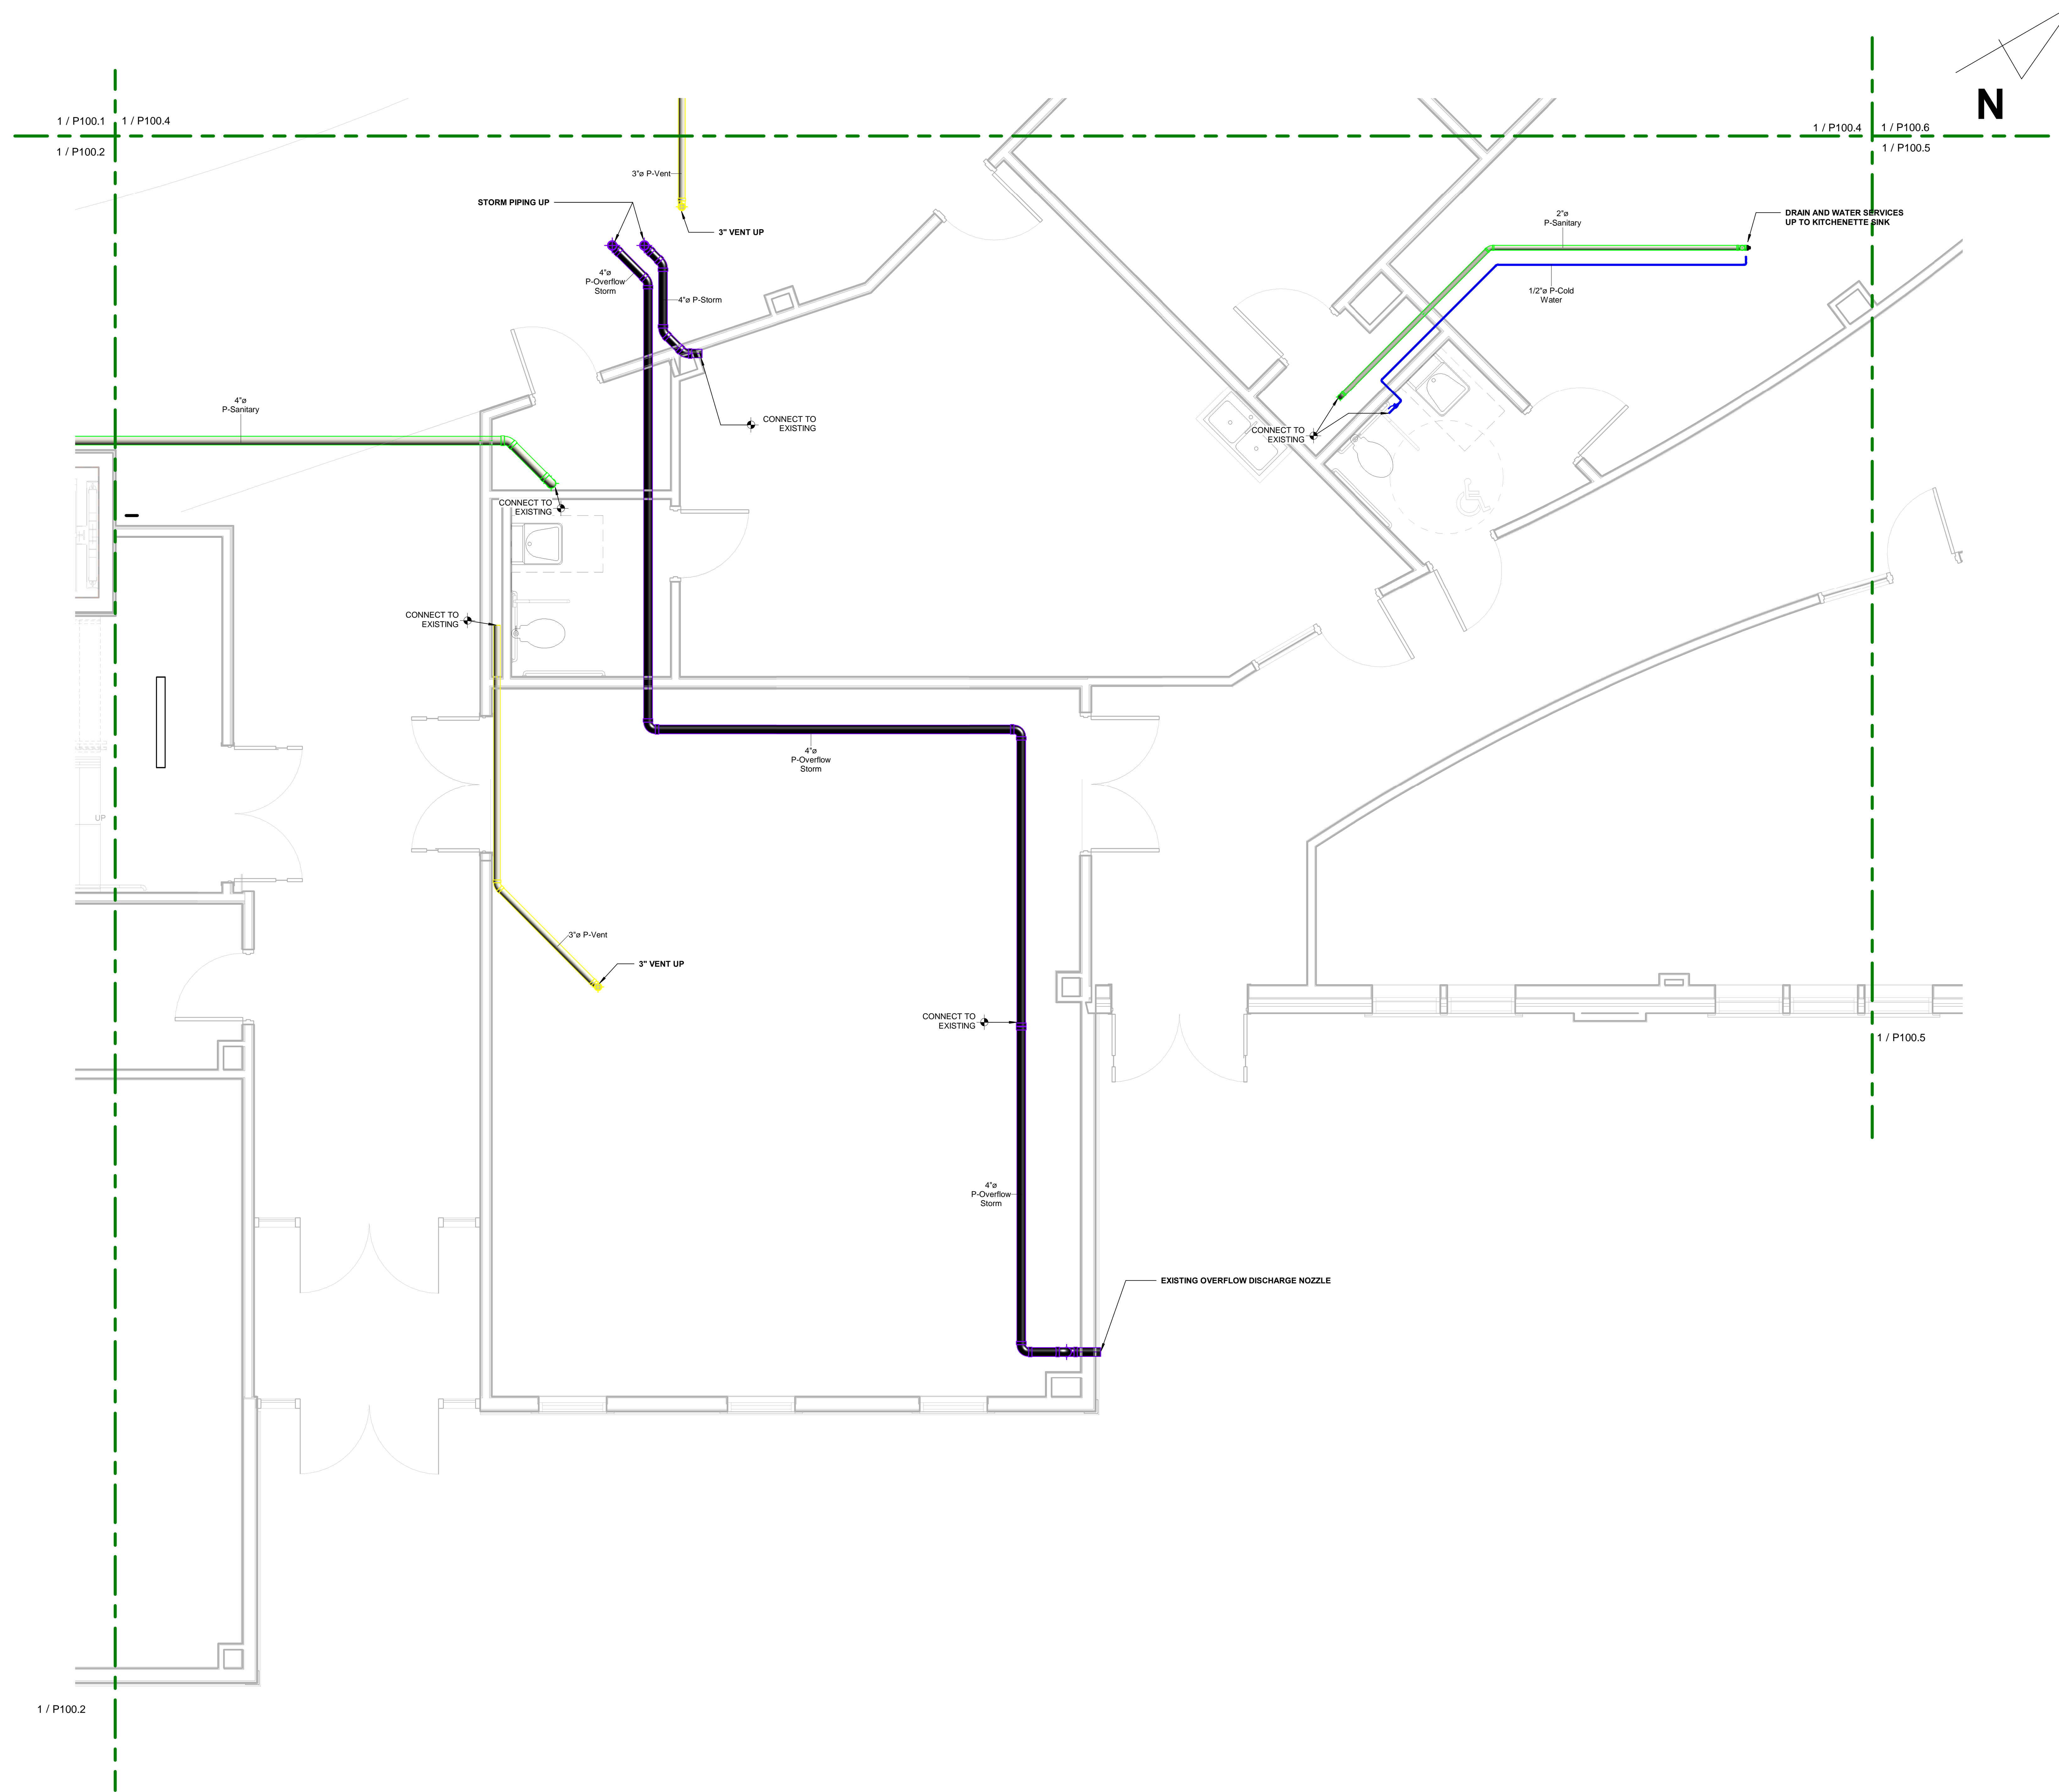 1 / P100.1
1 / P100.4
1 / P100.2
1 / P100.4
1 / P100.6
1 / P100.5
N
3"ø P-Vent
STORM PIPING UP
3" VENT UP
4"ø
P-Overflow
Storm
4"ø P-Storm
2"ø
P-Sanitary
DRAIN AND WATER SERVICES
UP TO KITCHENETTE SINK
1/2"ø P-Cold
Water
4"ø
P-Sanitary
CONNECT TO
EXISTING
CONNECT TO
EXISTING
CONNECT TO
EXISTING
CONNECT TO
EXISTING
4"ø
P-Overflow
Storm
UP
3"ø P-Vent
3" VENT UP
CONNECT TO
EXISTING
1 / P100.5
4"ø
P-Overflow
Storm
EXISTING OVERFLOW DISCHARGE NOZZLE
1 / P100.2